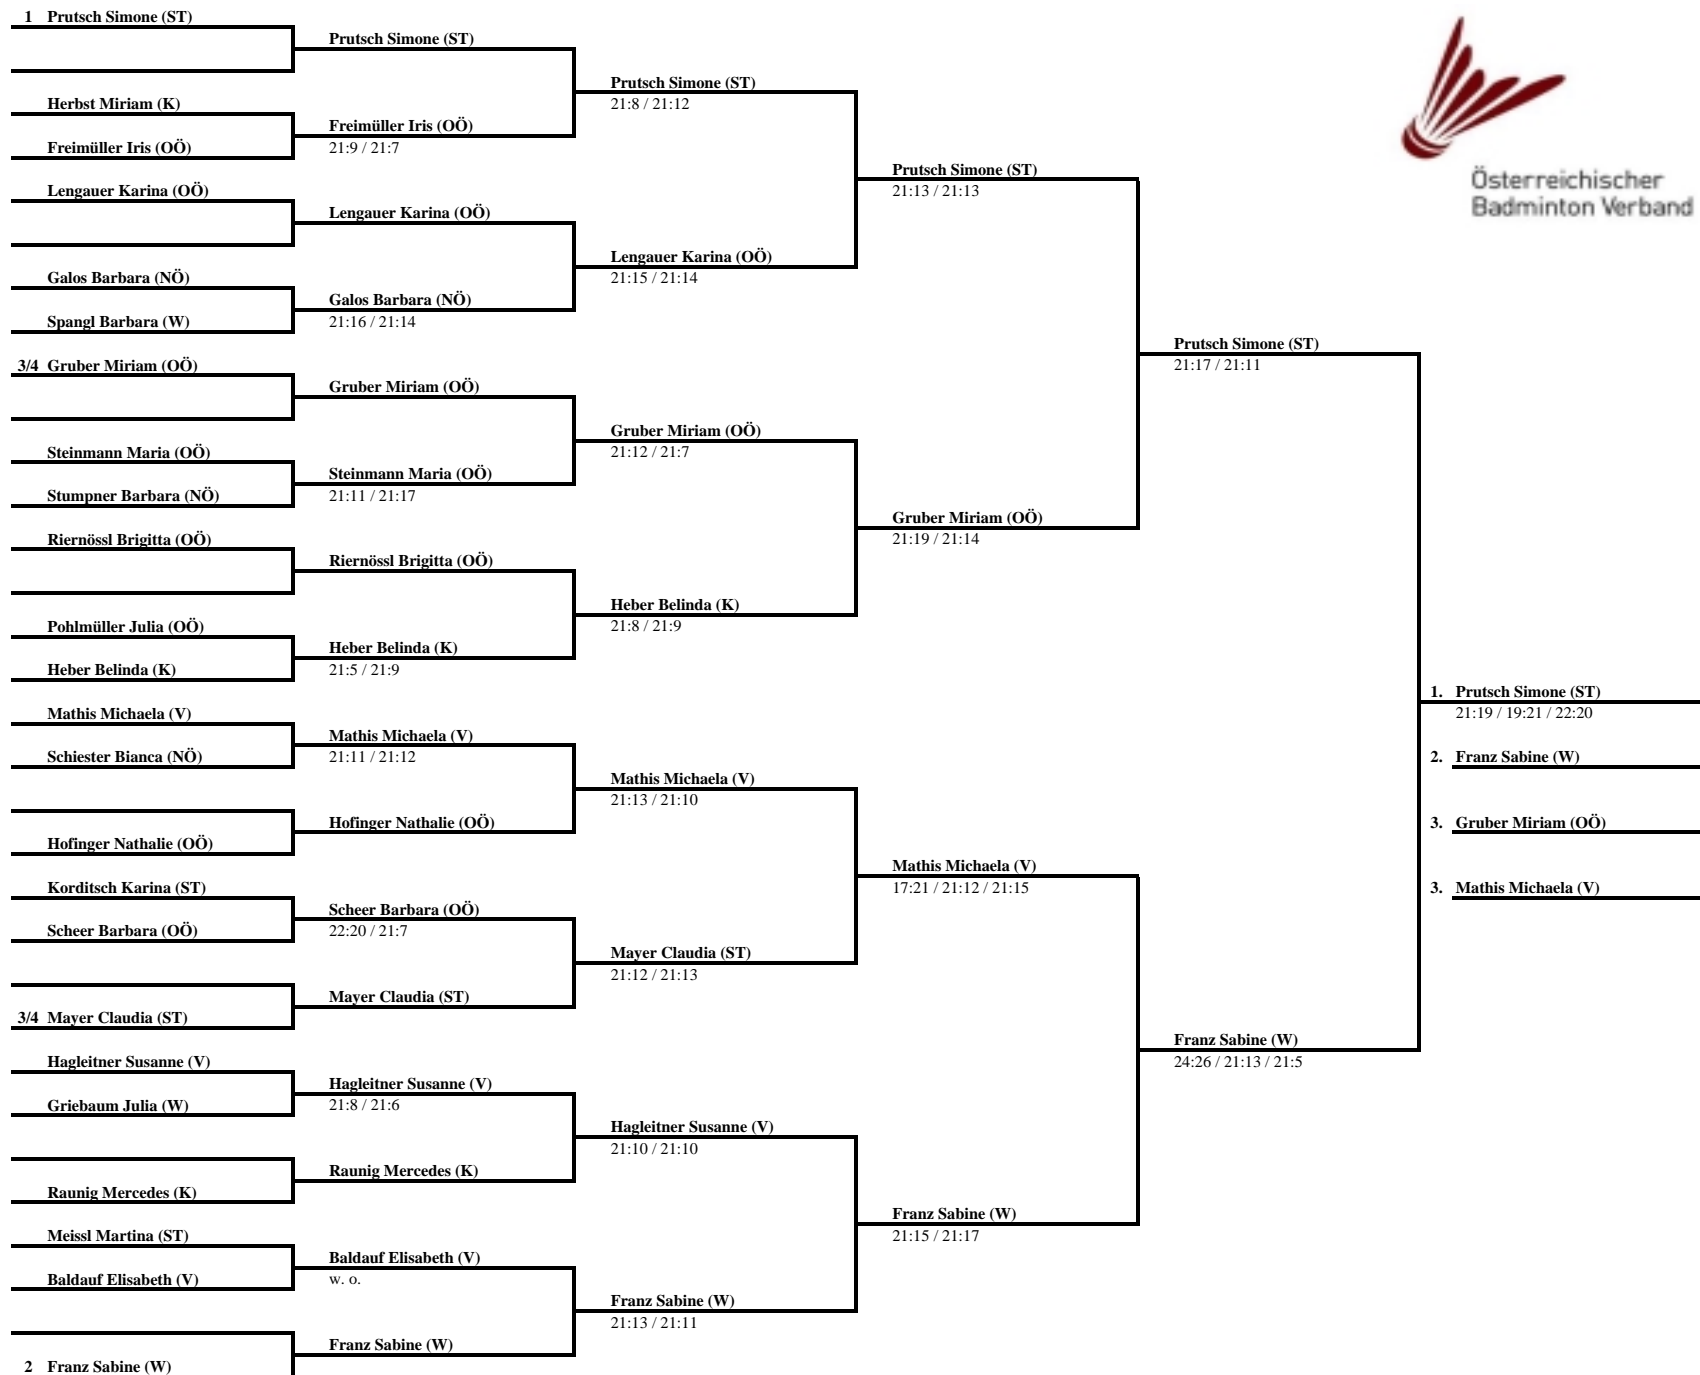 1 Prutsch Simone (ST)
Herbst Miriam (K)
Freimüller Iris (OÖ)
Lengauer Karina (OÖ)
Galos Barbara (NÖ)
Spangl Barbara (W)
3/4 Gruber Miriam (OÖ)
Steinmann Maria (OÖ)
Stumpner Barbara (NÖ)
Riernössl Brigitta (OÖ)
Pohlmüller Julia (OÖ)
Heber Belinda (K)
Mathis Michaela (V)
Schiester Bianca (NÖ)
Hofinger Nathalie (OÖ)
Korditsch Karina (ST)
Scheer Barbara (OÖ)
3/4 Mayer Claudia (ST)
Hagleitner Susanne (V)
Griebaum Julia (W)
Raunig Mercedes (K)
Meissl Martina (ST)
Baldauf Elisabeth (V)
2 Franz Sabine (W)
Prutsch Simone (ST)
Freimüller Iris (OÖ)
21:9 / 21:7
Lengauer Karina (OÖ)
Galos Barbara (NÖ)
21:16 / 21:14
Gruber Miriam (OÖ)
Steinmann Maria (OÖ)
21:11 / 21:17
Riernössl Brigitta (OÖ)
Heber Belinda (K)
21:5 / 21:9
Mathis Michaela (V)
21:11 / 21:12
Hofinger Nathalie (OÖ)
Scheer Barbara (OÖ)
22:20 / 21:7
Mayer Claudia (ST)
Hagleitner Susanne (V)
21:8 / 21:6
Raunig Mercedes (K)
Baldauf Elisabeth (V)
w. o.
Franz Sabine (W)
Prutsch Simone (ST)
21:8 / 21:12
Lengauer Karina (OÖ)
21:15 / 21:14
Gruber Miriam (OÖ)
21:12 / 21:7
Heber Belinda (K)
21:8 / 21:9
Mathis Michaela (V)
21:13 / 21:10
Mayer Claudia (ST)
21:12 / 21:13
Hagleitner Susanne (V)
21:10 / 21:10
Franz Sabine (W)
21:13 / 21:11
Prutsch Simone (ST)
21:13 / 21:13
Gruber Miriam (OÖ)
21:19 / 21:14
Mathis Michaela (V)
17:21 / 21:12 / 21:15
Franz Sabine (W)
21:15 / 21:17
Prutsch Simone (ST)
21:17 / 21:11
Franz Sabine (W)
24:26 / 21:13 / 21:5
Österreichischer
Badminton Verband
1. Prutsch Simone (ST)
21:19 / 19:21 / 22:20
2. Franz Sabine (W)
3. Gruber Miriam (OÖ)
3. Mathis Michaela (V)